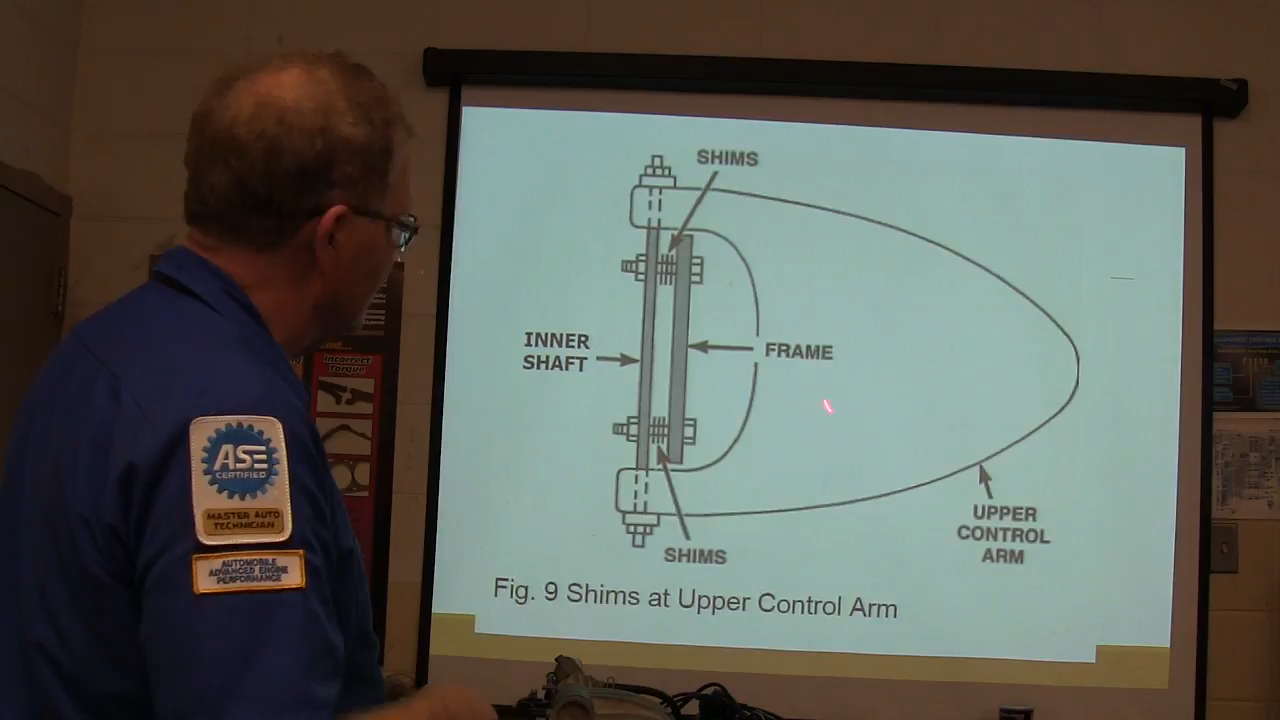 SHIMS
INNER
SHAFT
FRAME
UPPER
CONTROL
ARM
SHIMS
Fig. 9 Shims at Upper Control Arm
Incorrect
Torque
ASE
CERTIFIED
MASTER AUTO
TECHNICIAN
AUTOMOBILE
ADVANCED ENGINE
PERFORMANCE